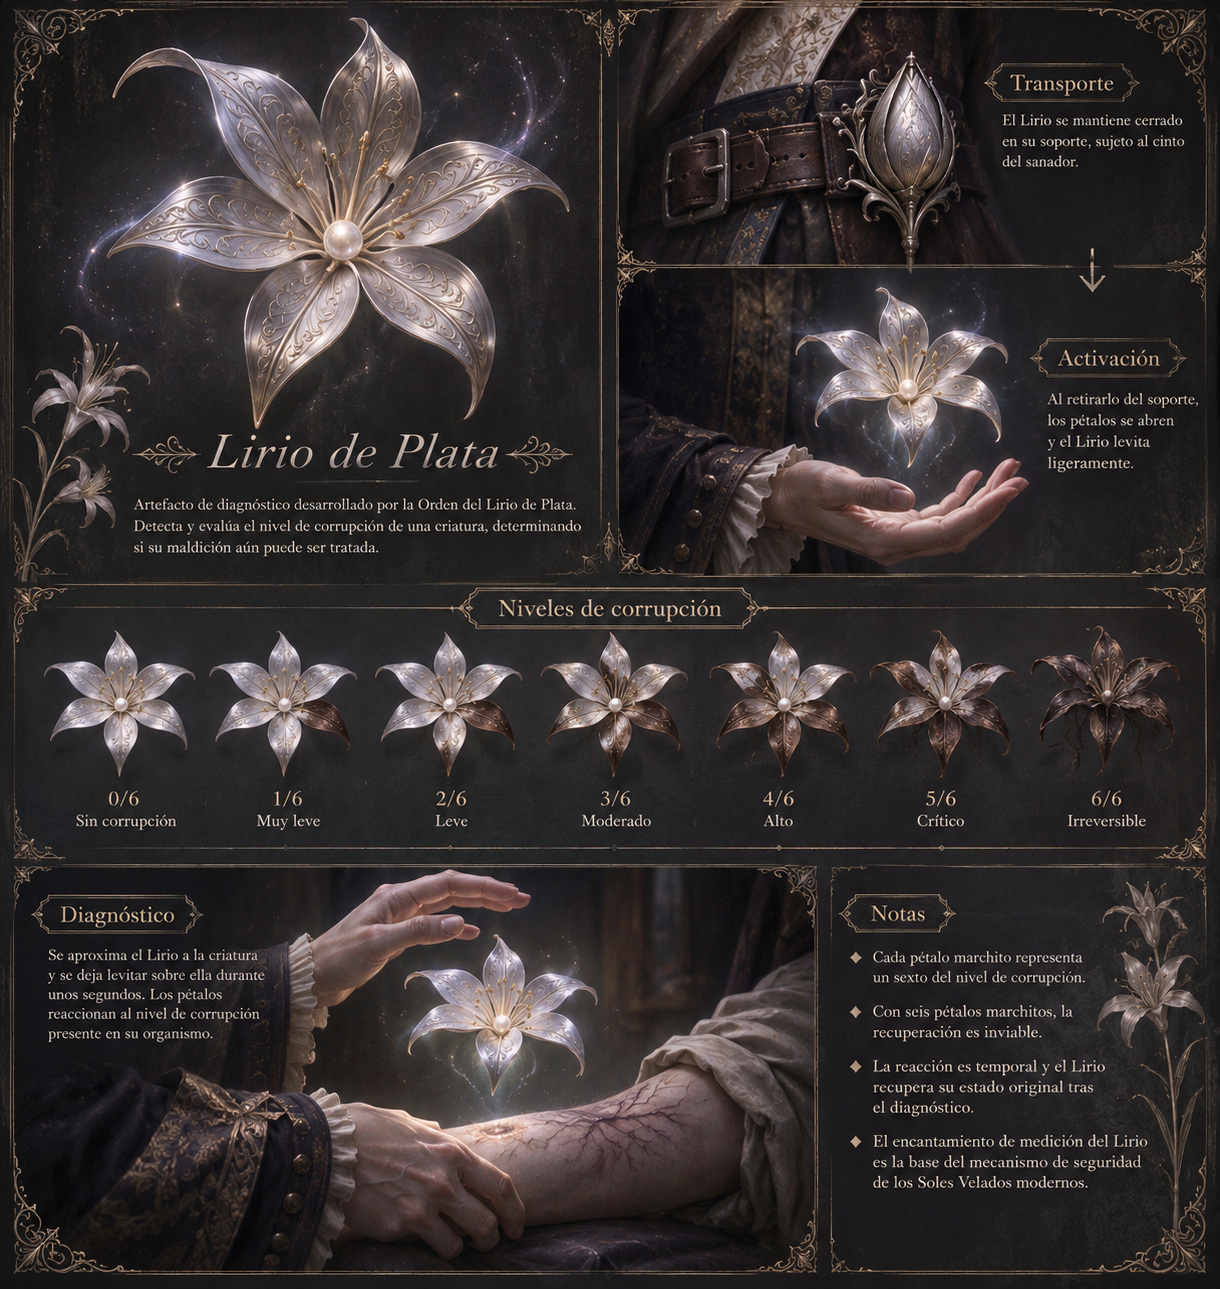 Lirio de Plata
Artefacto de diagnóstico desarrollado por la Orden del Lirio de Plata.
Detecta y evalúa el nivel de corrupción de una criatura, determinando
si su maldición aún puede ser tratada.
Transporte
El Lirio se mantiene cerrado
en su soporte, sujeto al cinto
del sanador.
Activación
Al retirarlo del soporte,
los pétalos se abren
y el Lirio levita
ligeramente.
Niveles de corrupción
0/6
Sin corrupción
1/6
Muy leve
2/6
Leve
3/6
Moderado
4/6
Alto
5/6
Crítico
6/6
Irreversible
Diagnóstico
Se aproxima el Lirio a la criatura
y se deja levitar sobre ella durante
unos segundos. Los pétalos
reaccionan al nivel de corrupción
presente en su organismo.
Notas
Cada pétalo marchito representa
un sexto del nivel de corrupción.
Con seis pétalos marchitos, la
recuperación es inviable.
La reacción es temporal y el Lirio
recupera su estado original tras
el diagnóstico.
El encantamiento de medición del Lirio
es la base del mecanismo de seguridad
de los Soles Velados modernos.